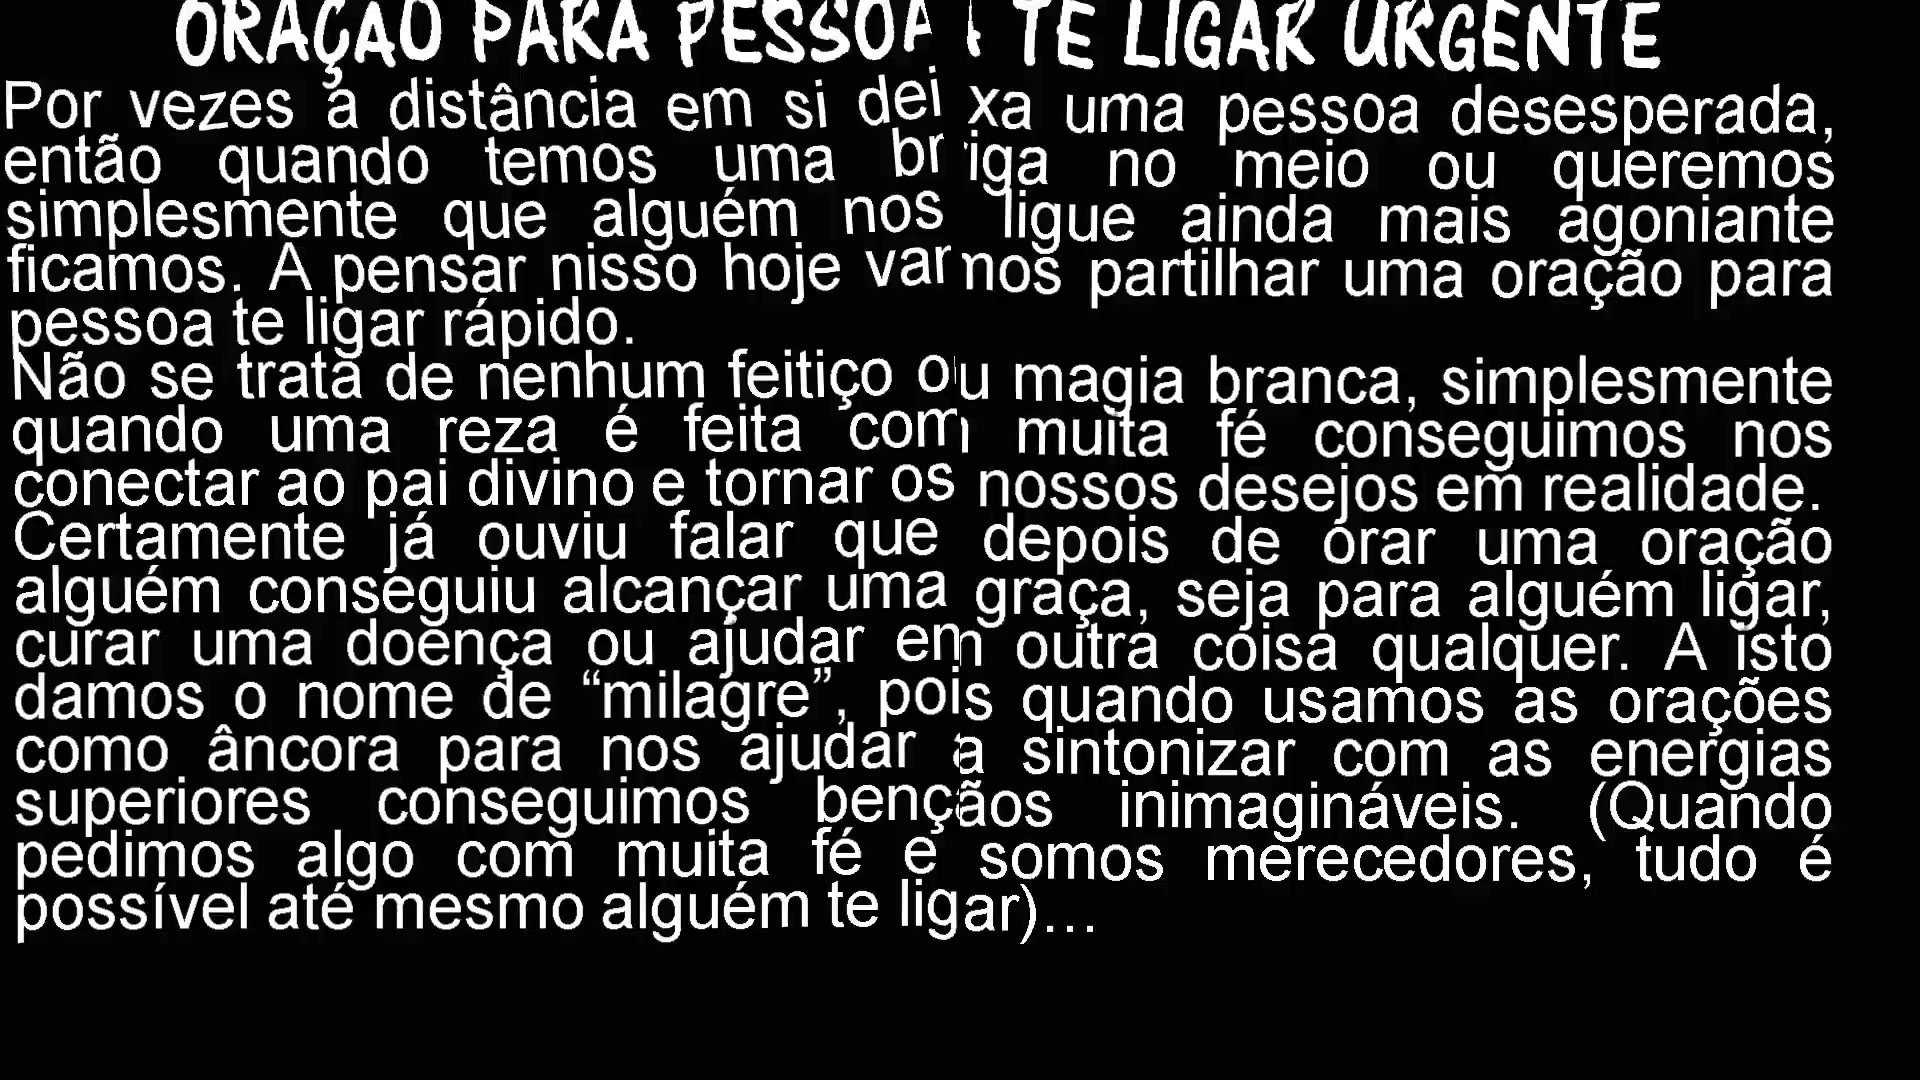 ORAÇÃO PARA PESSOA TE LIGAR URGENTE
Por vezes a distância em si deixa uma pessoa desesperada,
então quando temos uma briga no meio ou queremos
simplesmente que alguém nos ligue ainda mais agoniante
ficamos. A pensar nisso hoje vamos partilhar uma oração para
pessoa te ligar rápido.
Não se trata de nenhum feitiço ou magia branca, simplesmente
quando uma reza é feita com muita fé conseguimos nos
conectar ao pai divino e tornar os nossos desejos em realidade.
Certamente já ouviu falar que depois de orar uma oração
alguém conseguiu alcançar uma graça, seja para alguém ligar,
curar uma doença ou ajudar em outra coisa qualquer. A isto
damos o nome de “milagre”, pois quando usamos as orações
como âncora para nos ajudar a sintonizar com as energias
superiores conseguimos bençãos inimagináveis. (Quando
pedimos algo com muita fé e somos merecedores, tudo é
possível até mesmo alguém te ligar)…